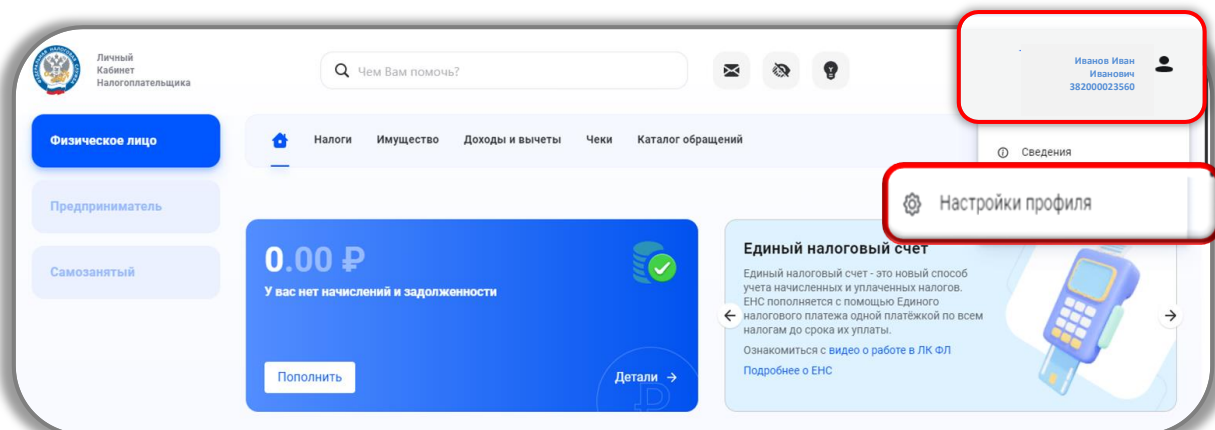 Личный
Кабинет
Налогоплательщика
Чем Вам помочь?
Иванов Иван
Иванович
382000023560
Физическое лицо
Предприниматель
Самозанятый
Налоги Имущество Доходы и вычеты Чеки Каталог обращений
Сведения
Настройки профиля
0.00 ₽
У вас нет начислений и задолженности
Пополнить
Детали →
Единый налоговый счет
Единый налоговый счет - это новый способ
учета начисленных и уплаченных налогов.
ЕНС пополняется с помощью Единого
налогового платежа одной платёжкой по всем
налогам до срока их уплаты.
Ознакомиться с видео о работе в ЛК ФЛ
Подробнее о ЕНС